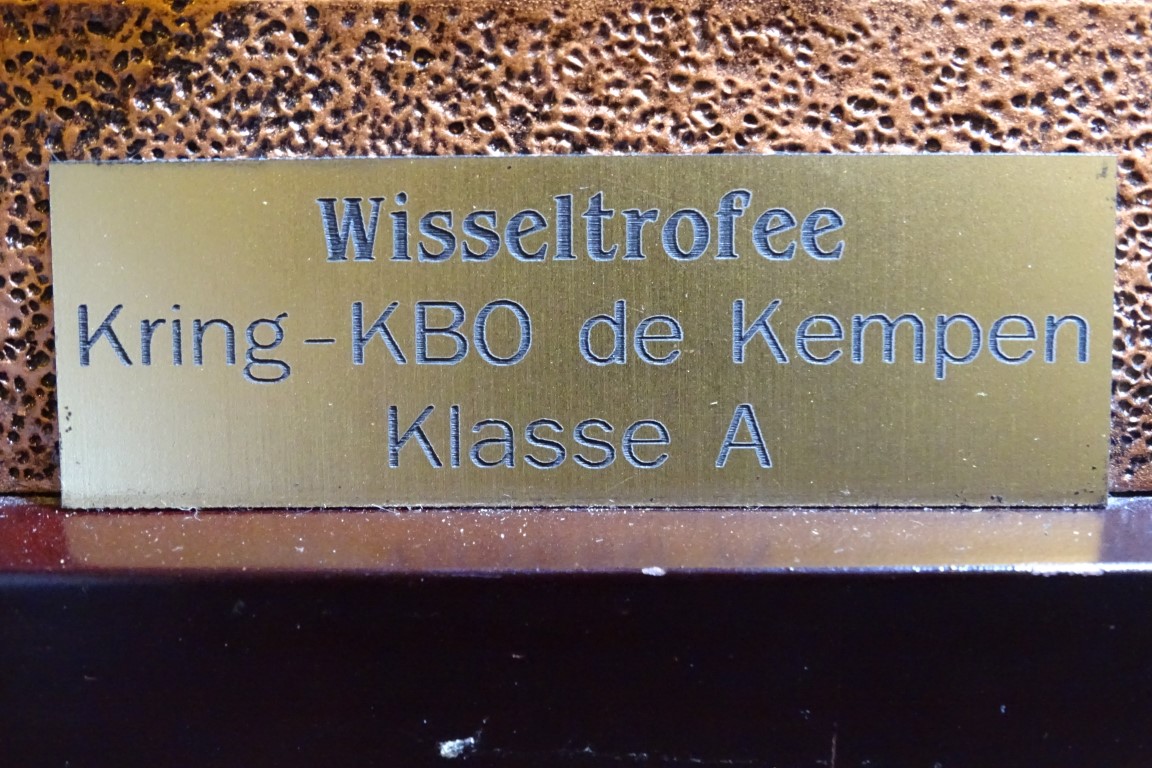 Wisseltrofee
Kring-KBO de Kempen
Klasse A